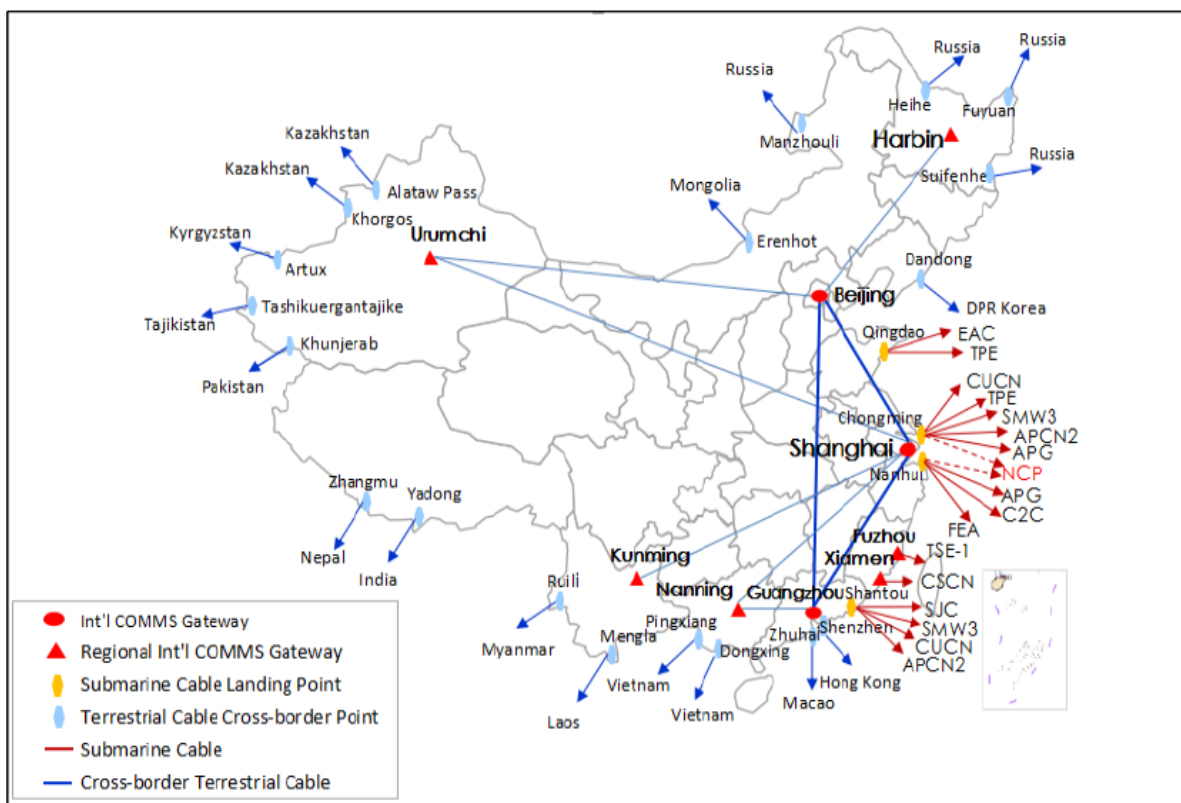 Russia
Russia
Russia
Heihe
Fuyuan
Manzhouli
Harbin
Kazakhstan
Russia
Kazakhstan
Suifenhe
Alataw Pass
Mongolia
Khorgos
Kyrgyzstan
Urumchi
Erenhot
Artux
Dandong
Beijing
Tashikuergantajike
DPR Korea
Tajikistan
Qingdao
EAC
Khunjerab
TPE
Pakistan
CUCN
TPE
Chongming
SMW3
APCN2
Shanghai
APG
Nanhui
NCP
Zhangmu
Yadong
APG
C2C
FEA
Fuzhou
Nepal
Kunming
TSE-1
India
Xiamen
Ruili
Nanning
Guangzhou
Shantou
CSCN
SJC
Pingxiang
Zhuhai
Shenzhen
SMW3
Mengla
CUCN
Myanmar
Dongxing
APCN2
Hong Kong
Vietnam
Macao
Laos
Vietnam
Int'l COMMS Gateway
Regional Int'l COMMS Gateway
Submarine Cable Landing Point
Terrestrial Cable Cross-border Point
Submarine Cable
Cross-border Terrestrial Cable